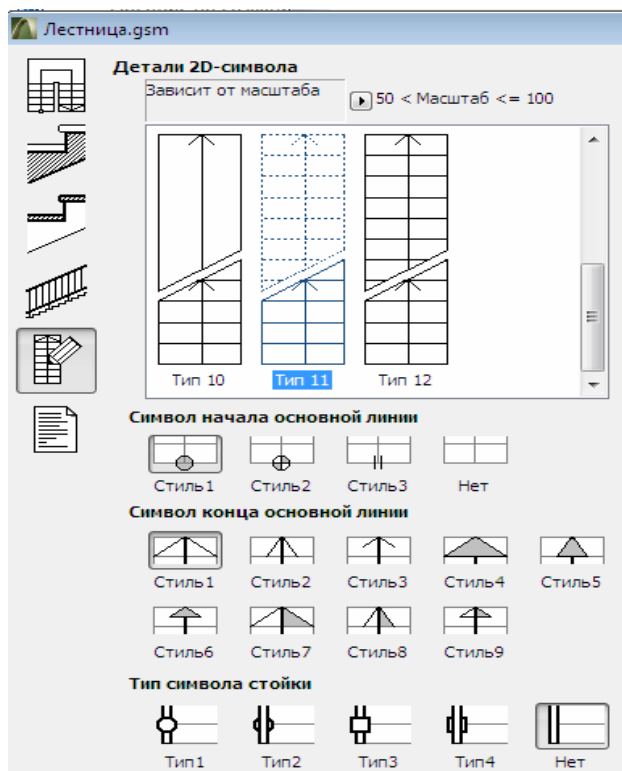 Лестница.gsm
Детали 2D-символа
Зависит от масштаба
50 < Масштаб <= 100
Тип 10 Тип 11 Тип 12
Символ начала основной линии
Стиль1 Стиль2 Стиль3 Нет
Символ конца основной линии
Стиль1 Стиль2 Стиль3 Стиль4 Стиль5
Стиль6 Стиль7 Стиль8 Стиль9
Тип символа стойки
Тип1 Тип2 Тип3 Тип4 Нет